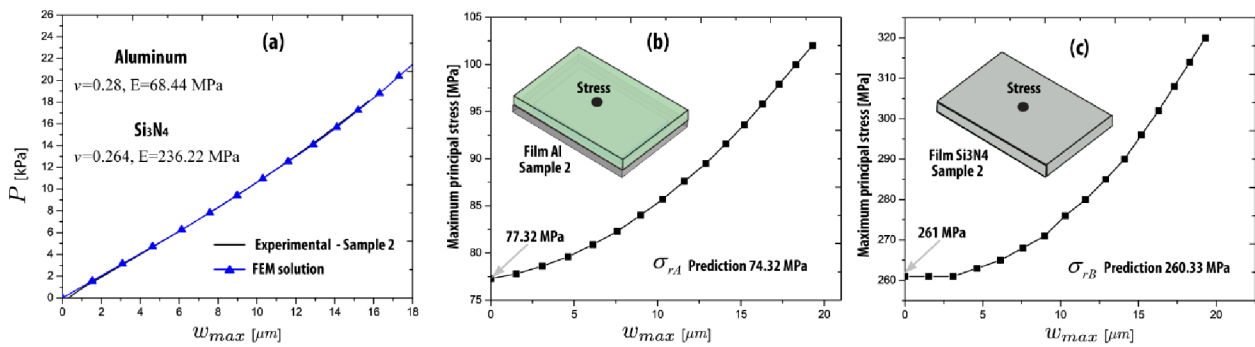 (a)
Aluminum
ν=0.28, E=68.44 MPa
Si₃N₄
ν=0.264, E=236.22 MPa
Experimental - Sample 2
FEM solution
P [kPa]
26
24
22
20
18
16
14
12
10
8
6
4
2
0
0 2 4 6 8 10 12 14 16 18
w_max [μm]
(b)
Stress
Film Al
Sample 2
77.32 MPa
σ_rA Prediction 74.32 MPa
Maximum principal stress [MPa]
105
100
95
90
85
80
75
0 5 10 15 20
w_max [μm]
(c)
Stress
Film Si3N4
Sample 2
261 MPa
σ_rB Prediction 260.33 MPa
Maximum principal stress [MPa]
320
310
300
290
280
270
260
0 5 10 15 20
w_max [μm]